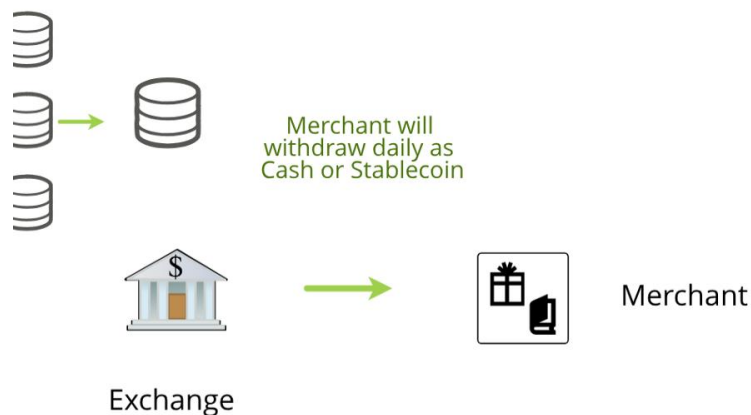 Merchant will
withdraw daily as
Cash or Stablecoin
$
Merchant
Exchange